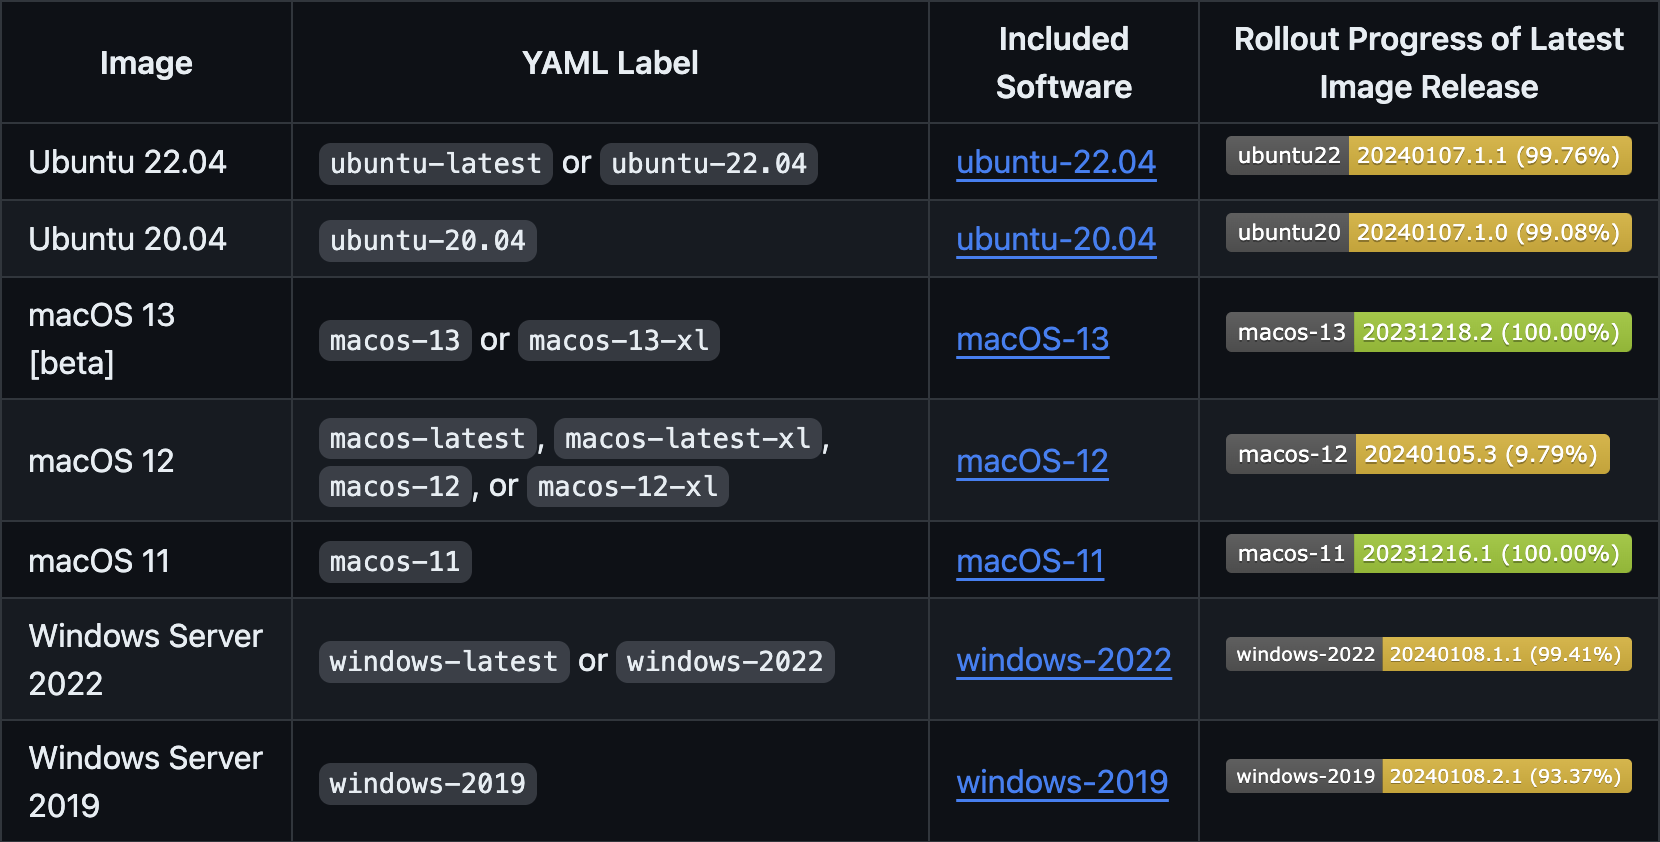 Image YAML Label Included Software Rollout Progress of Latest Image Release
Ubuntu 22.04 ubuntu-latest or ubuntu-22.04 ubuntu-22.04 ubuntu22 20240107.1.1 (99.76%)
Ubuntu 20.04 ubuntu-20.04 ubuntu-20.04 ubuntu20 20240107.1.0 (99.08%)
macOS 13 [beta] macos-13 or macos-13-xl macOS-13 macos-13 20231218.2 (100.00%)
macOS 12 macos-latest, macos-latest-xl, macos-12, or macos-12-xl macOS-12 macos-12 20240105.3 (9.79%)
macOS 11 macos-11 macOS-11 macos-11 20231216.1 (100.00%)
Windows Server 2022 windows-latest or windows-2022 windows-2022 windows-2022 20240108.1.1 (99.41%)
Windows Server 2019 windows-2019 windows-2019 windows-2019 20240108.2.1 (93.37%)